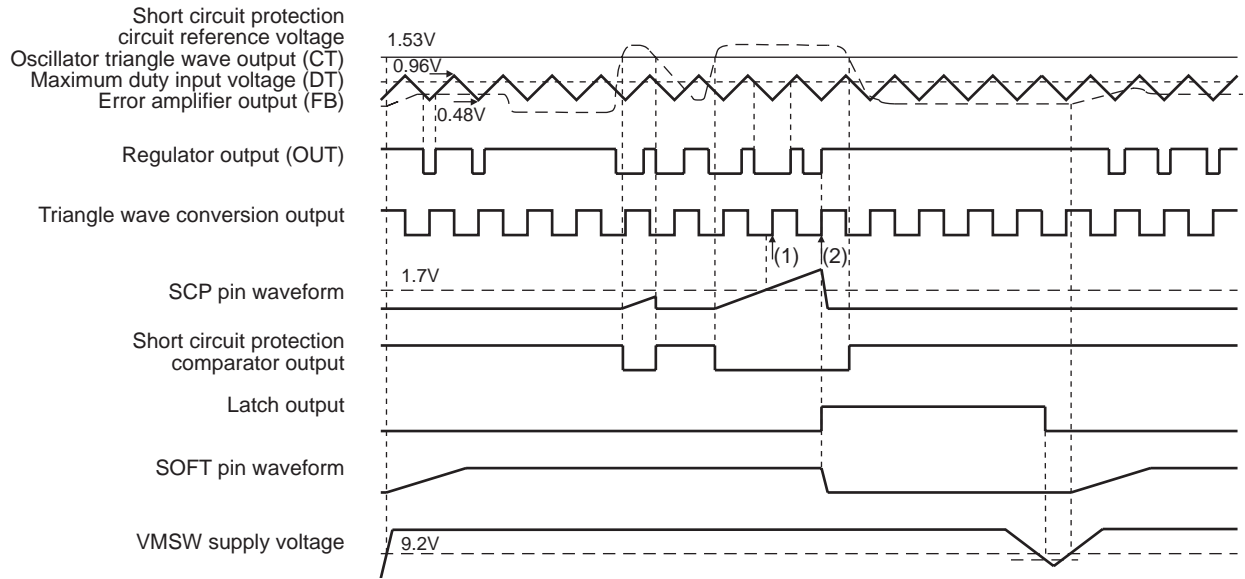 Short circuit protection
circuit reference voltage
1.53V
Oscillator triangle wave output (CT)
0.96V
Maximum duty input voltage (DT)
Error amplifier output (FB)
0.48V
Regulator output (OUT)
Triangle wave conversion output
(1)
(2)
1.7V
SCP pin waveform
Short circuit protection
comparator output
Latch output
SOFT pin waveform
VMSW supply voltage
9.2V